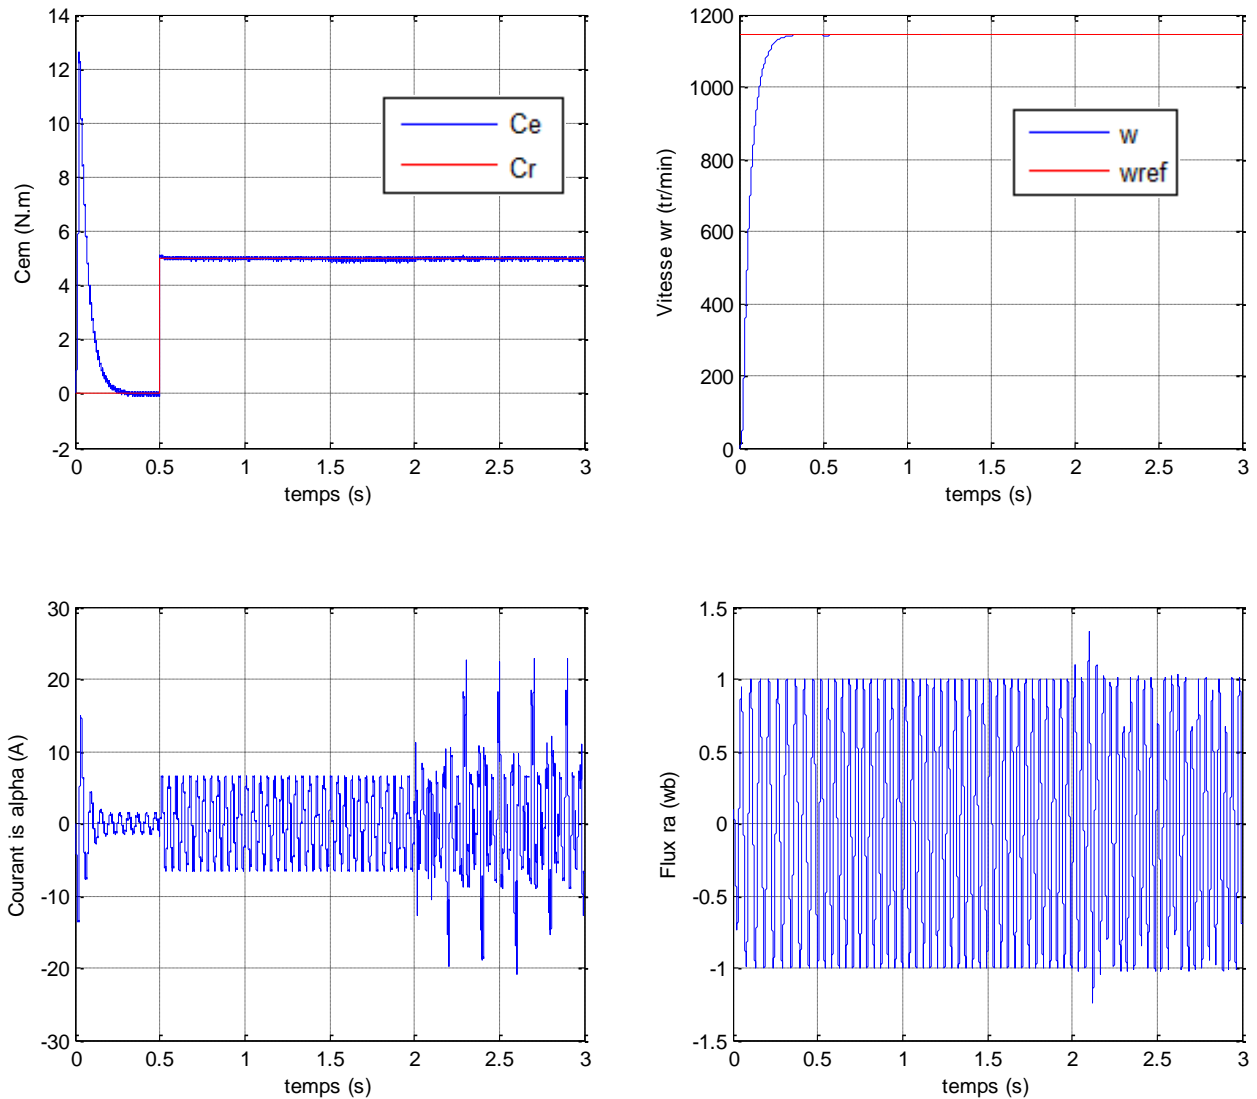 14
12
10
8
6
4
2
0
-2
Cem (N.m)
Ce
Cr
0 0.5 1 1.5 2 2.5 3
temps (s)
1200
1000
800
600
400
200
0
Vitesse wr (tr/min)
w
wref
0 0.5 1 1.5 2 2.5 3
temps (s)
30
20
10
0
-10
-20
-30
Courant is alpha (A)
0 0.5 1 1.5 2 2.5 3
temps (s)
1.5
1
0.5
0
-0.5
-1
-1.5
Flux ra (wb)
0 0.5 1 1.5 2 2.5 3
temps (s)